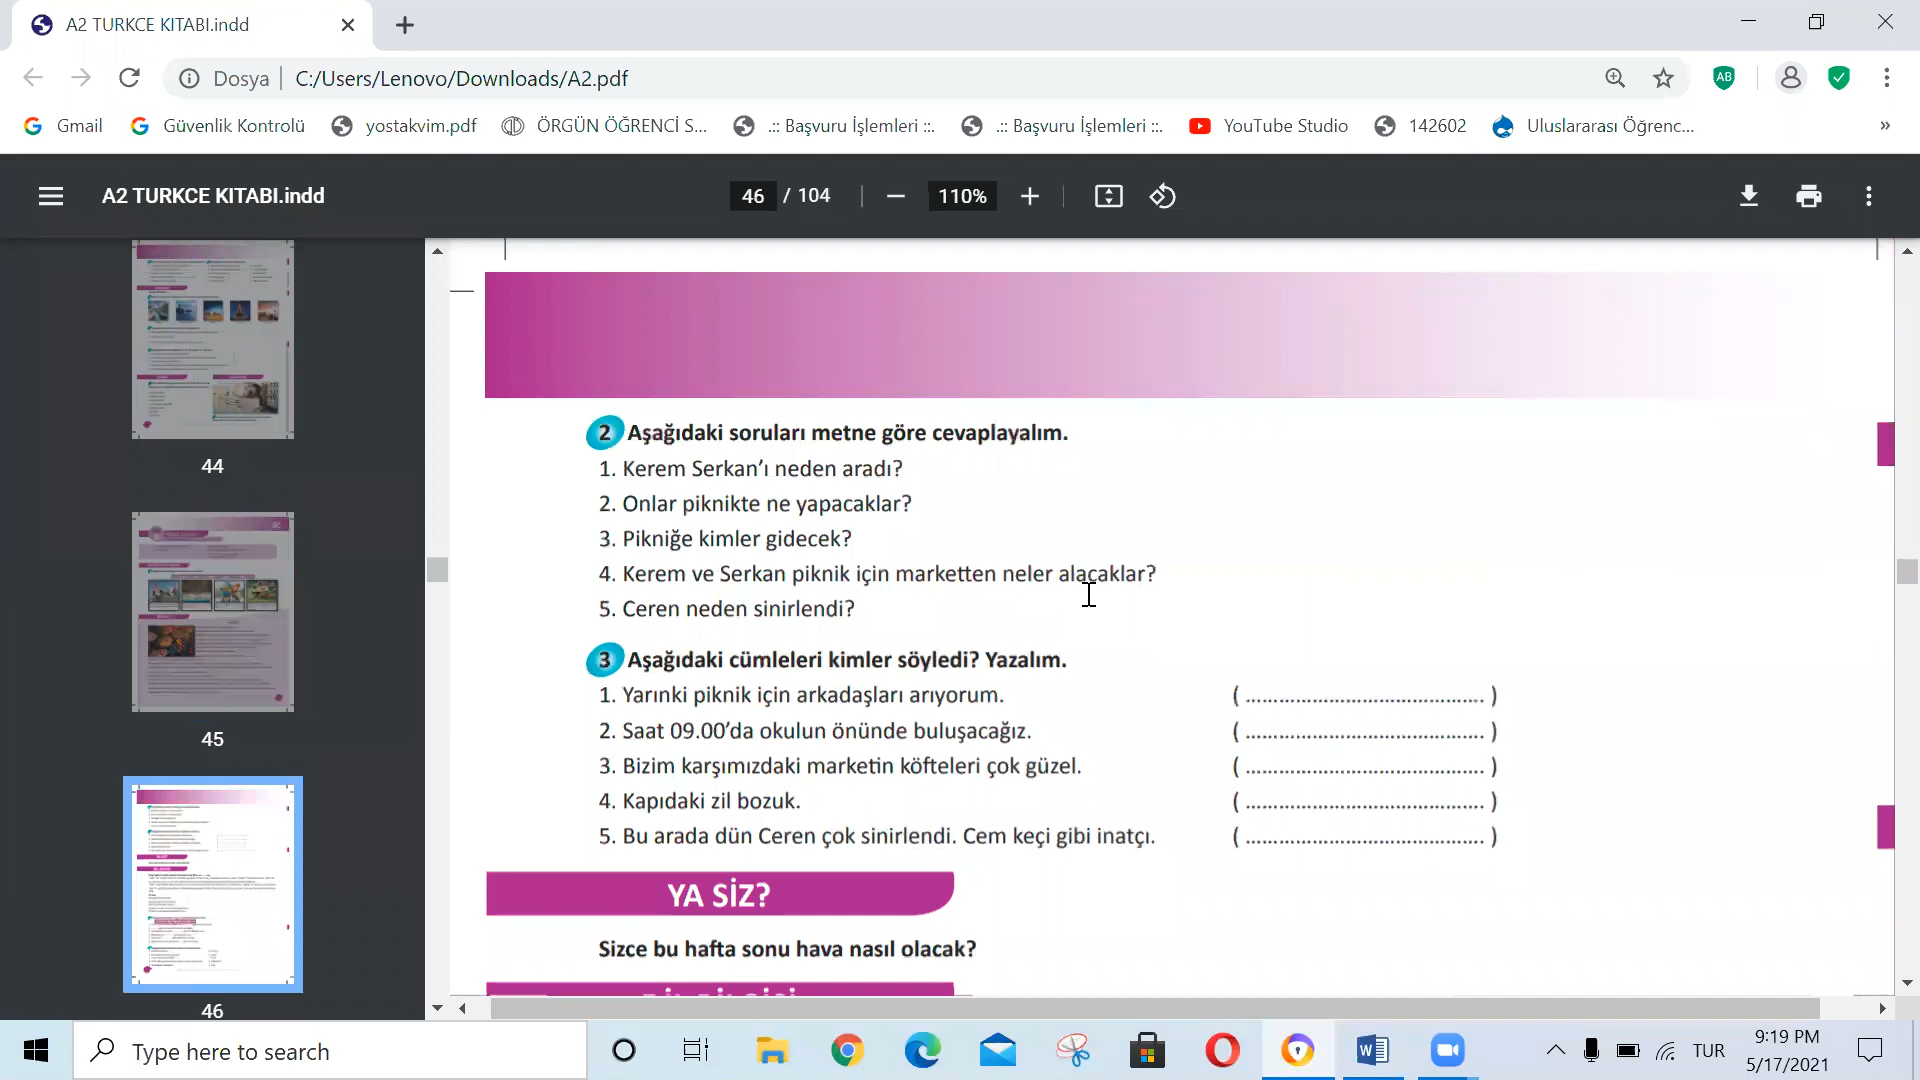 A2 TURKCE KITABI.indd
Dosya C:/Users/Lenovo/Downloads/A2.pdf
AB
Gmail Güvenlik Kontrolü yostakvim.pdf ÖRGÜN ÖĞRENCİ S... .:: Başvuru İşlemleri ::. .:: Başvuru İşlemleri ::. YouTube Studio 142602 Uluslararası Öğrenc... »
A2 TURKCE KITABI.indd 46 / 104 110%
44
45
46
2 Aşağıdaki soruları metne göre cevaplayalım.
1. Kerem Serkan’ı neden aradı?
2. Onlar piknikte ne yapacaklar?
3. Pikniğe kimler gidecek?
4. Kerem ve Serkan piknik için marketten neler alacaklar?
5. Ceren neden sinirlendi?
3 Aşağıdaki cümleleri kimler söyledi? Yazalım.
1. Yarınki piknik için arkadaşları arıyorum. ( .......................................... )
2. Saat 09.00’da okulun önünde buluşacağız. ( .......................................... )
3. Bizim karşımızdaki marketin köfteleri çok güzel. ( .......................................... )
4. Kapıdaki zil bozuk. ( .......................................... )
5. Bu arada dün Ceren çok sinirlendi. Cem keçi gibi inatçı. ( .......................................... )
YA SİZ?
Sizce bu hafta sonu hava nasıl olacak?
Type here to search
TUR
9:19 PM
5/17/2021